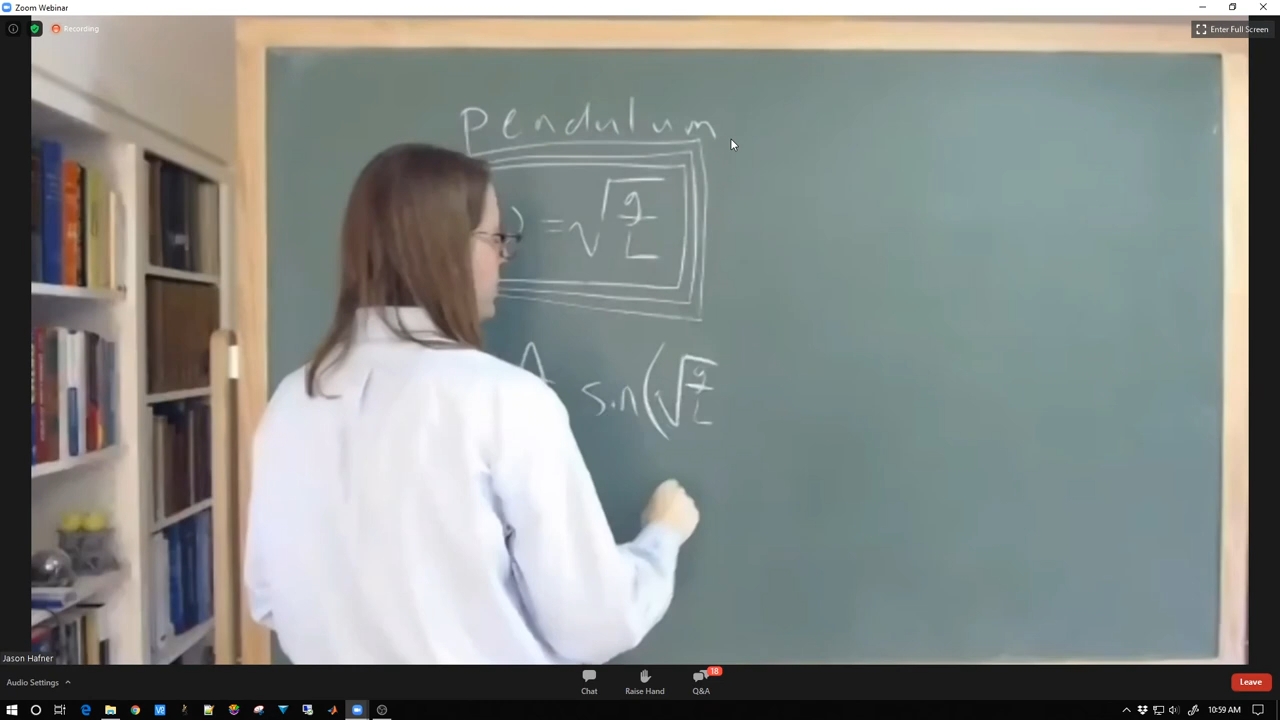 Zoom Webinar
Recording
Enter Full Screen
Pendulum
= √g/L
A sin(√g/L
Jason Hafner
Audio Settings
Chat
Raise Hand
Q&A
18
Leave
10:59 AM